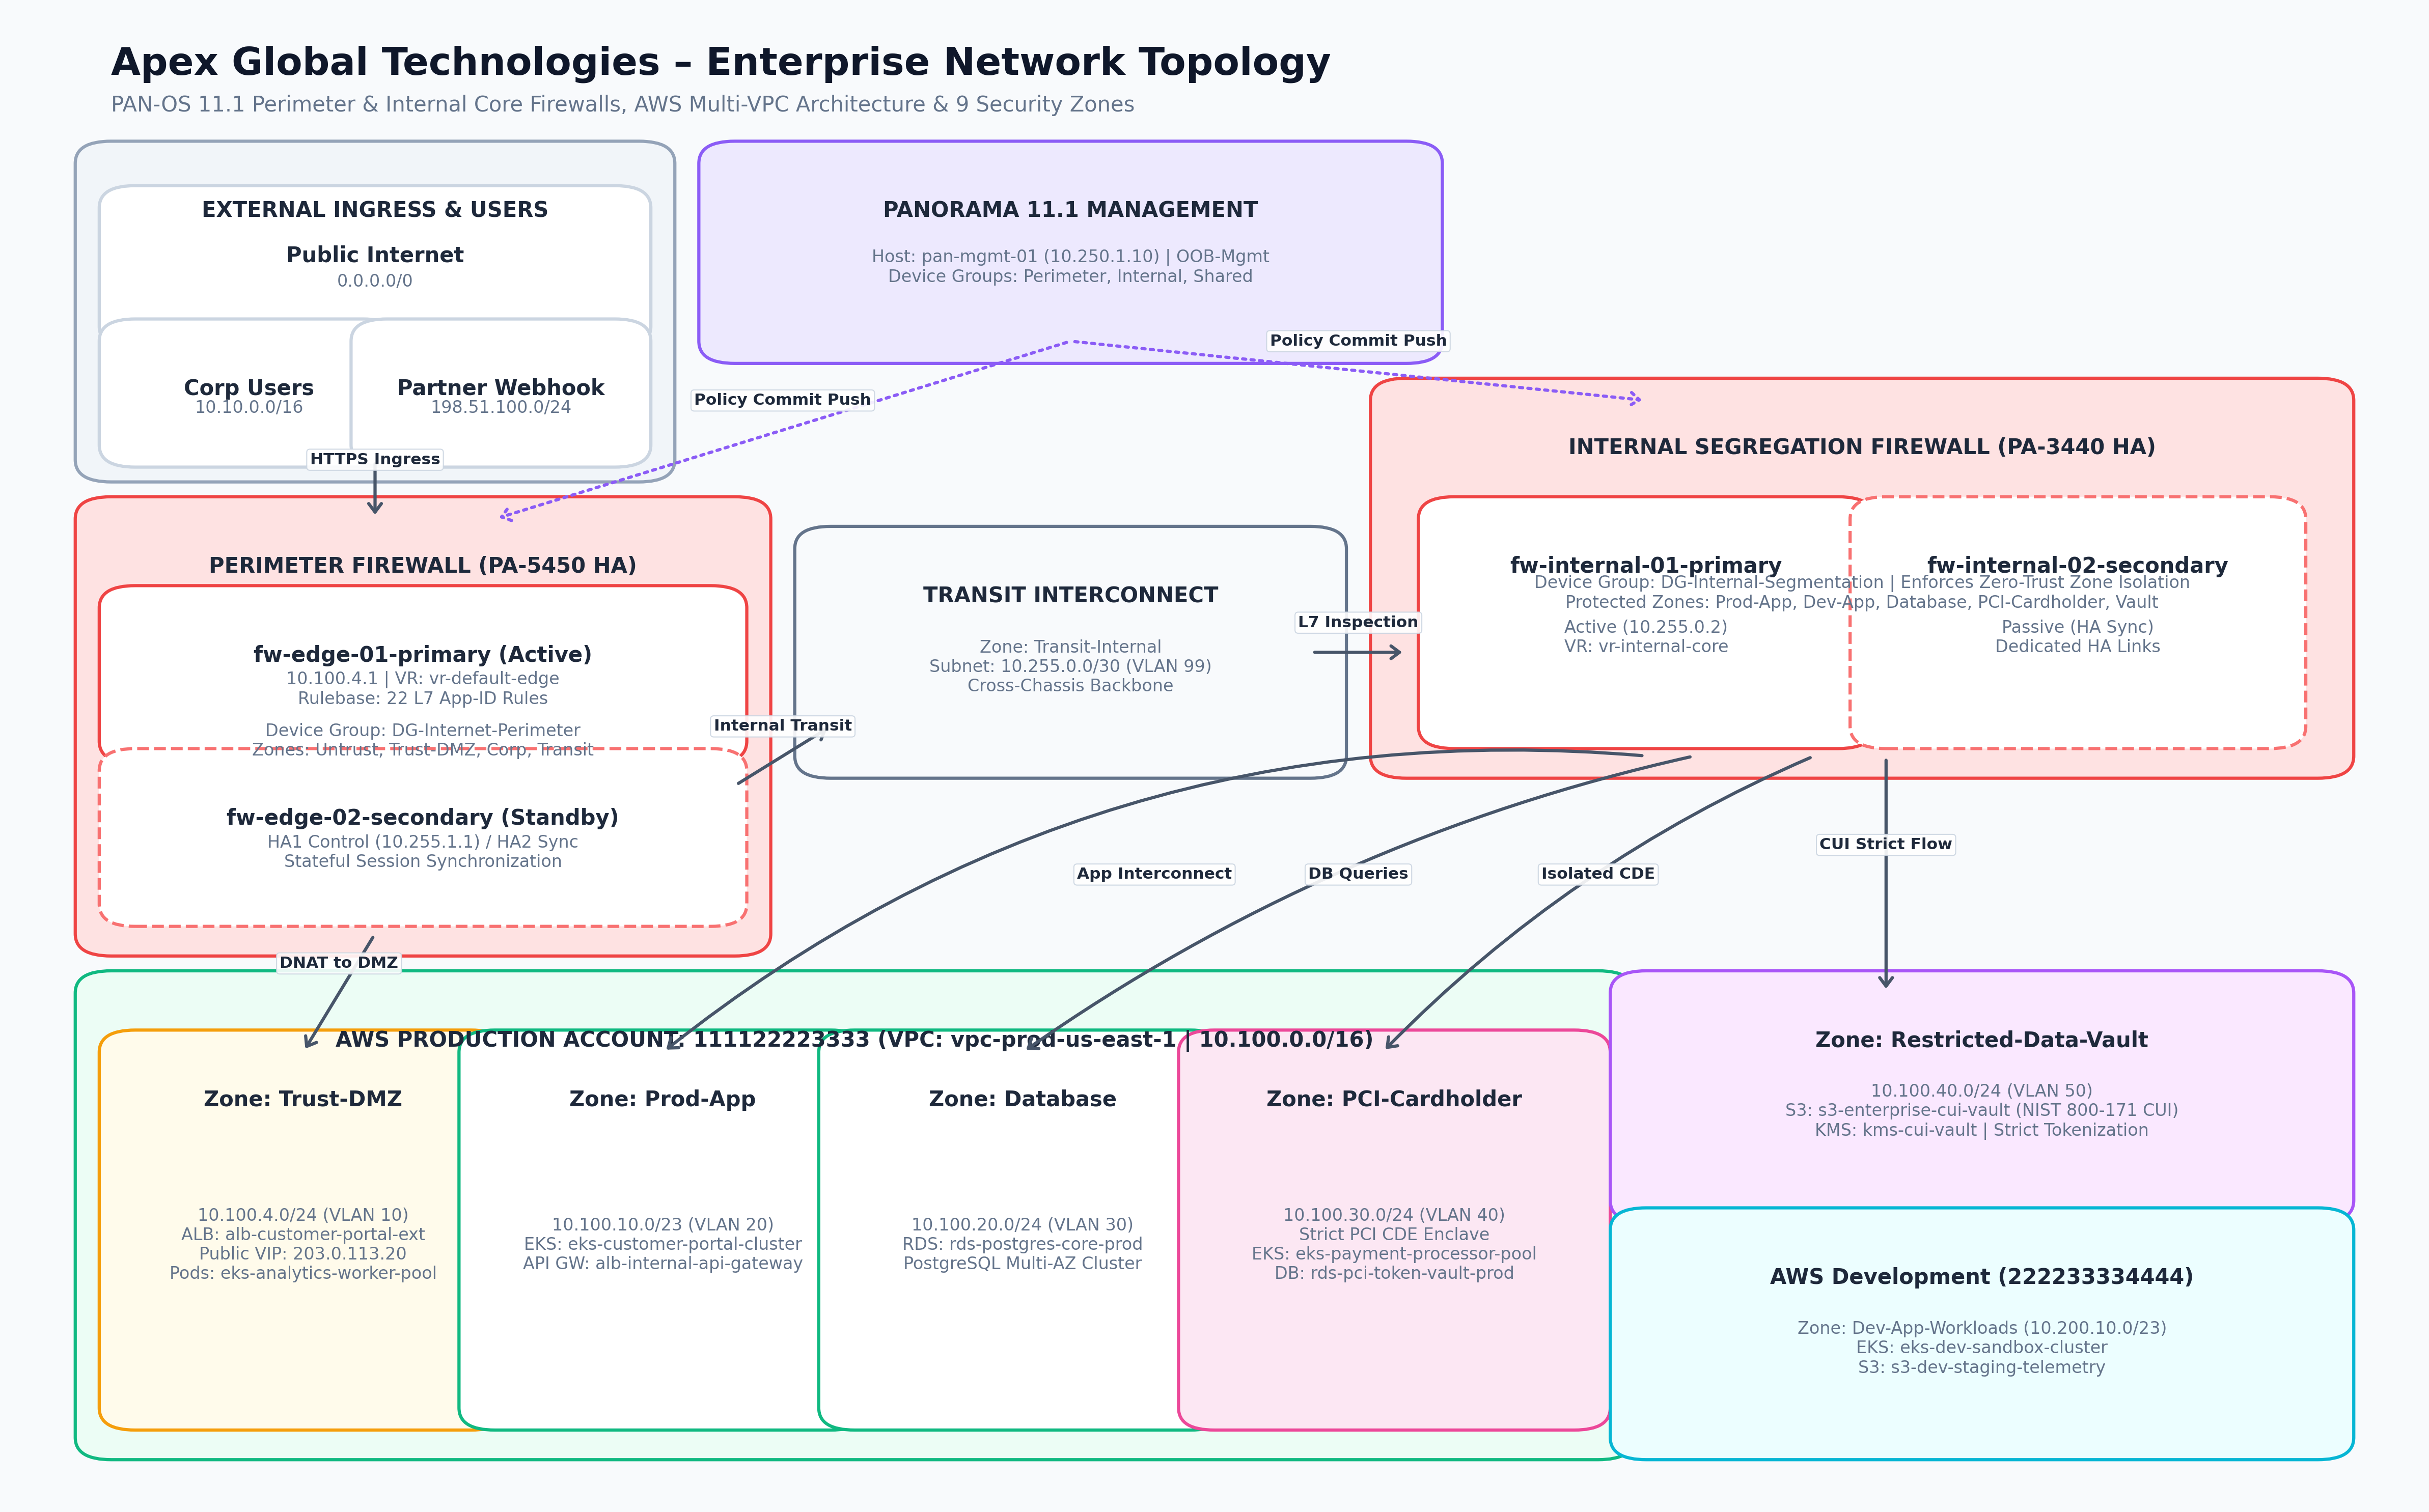 Apex Global Technologies – Enterprise Network Topology
PAN-OS 11.1 Perimeter & Internal Core Firewalls, AWS Multi-VPC Architecture & 9 Security Zones
EXTERNAL INGRESS & USERS
Public Internet
0.0.0.0/0
Corp Users
10.10.0.0/16
Partner Webhook
198.51.100.0/24
HTTPS Ingress
PANORAMA 11.1 MANAGEMENT
Host: pan-mgmt-01 (10.250.1.10) | OOB-Mgmt
Device Groups: Perimeter, Internal, Shared
Policy Commit Push
Policy Commit Push
PERIMETER FIREWALL (PA-5450 HA)
fw-edge-01-primary (Active)
10.100.4.1 | VR: vr-default-edge
Rulebase: 22 L7 App-ID Rules
Device Group: DG-Internet-Perimeter
Zones: Untrust, Trust-DMZ, Corp, Transit
fw-edge-02-secondary (Standby)
HA1 Control (10.255.1.1) / HA2 Sync
Stateful Session Synchronization
Internal Transit
TRANSIT INTERCONNECT
Zone: Transit-Internal
Subnet: 10.255.0.0/30 (VLAN 99)
Cross-Chassis Backbone
L7 Inspection
INTERNAL SEGREGATION FIREWALL (PA-3440 HA)
fw-internal-01-primary
fw-internal-02-secondary
Device Group: DG-Internal-Segmentation | Enforces Zero-Trust Zone Isolation
Protected Zones: Prod-App, Dev-App, Database, PCI-Cardholder, Vault
Active (10.255.0.2)
VR: vr-internal-core
Passive (HA Sync)
Dedicated HA Links
DNAT to DMZ
App Interconnect
DB Queries
Isolated CDE
CUI Strict Flow
AWS PRODUCTION ACCOUNT: 111122223333 (VPC: vpc-prod-us-east-1 | 10.100.0.0/16)
Zone: Trust-DMZ
10.100.4.0/24 (VLAN 10)
ALB: alb-customer-portal-ext
Public VIP: 203.0.113.20
Pods: eks-analytics-worker-pool
Zone: Prod-App
10.100.10.0/23 (VLAN 20)
EKS: eks-customer-portal-cluster
API GW: alb-internal-api-gateway
Zone: Database
10.100.20.0/24 (VLAN 30)
RDS: rds-postgres-core-prod
PostgreSQL Multi-AZ Cluster
Zone: PCI-Cardholder
10.100.30.0/24 (VLAN 40)
Strict PCI CDE Enclave
EKS: eks-payment-processor-pool
DB: rds-pci-token-vault-prod
Zone: Restricted-Data-Vault
10.100.40.0/24 (VLAN 50)
S3: s3-enterprise-cui-vault (NIST 800-171 CUI)
KMS: kms-cui-vault | Strict Tokenization
AWS Development (222233334444)
Zone: Dev-App-Workloads (10.200.10.0/23)
EKS: eks-dev-sandbox-cluster
S3: s3-dev-staging-telemetry